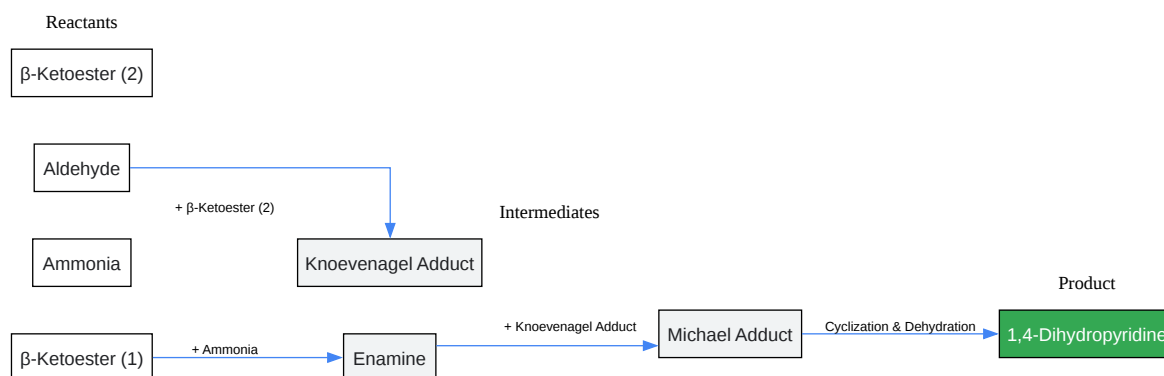 Reactants
β-Ketoester (2)
Aldehyde
+ β-Ketoester (2)
Intermediates
Ammonia
Knoevenagel Adduct
Product
β-Ketoester (1)
+ Ammonia
Enamine
+ Knoevenagel Adduct
Michael Adduct
Cyclization & Dehydration
1,4-Dihydropyridine